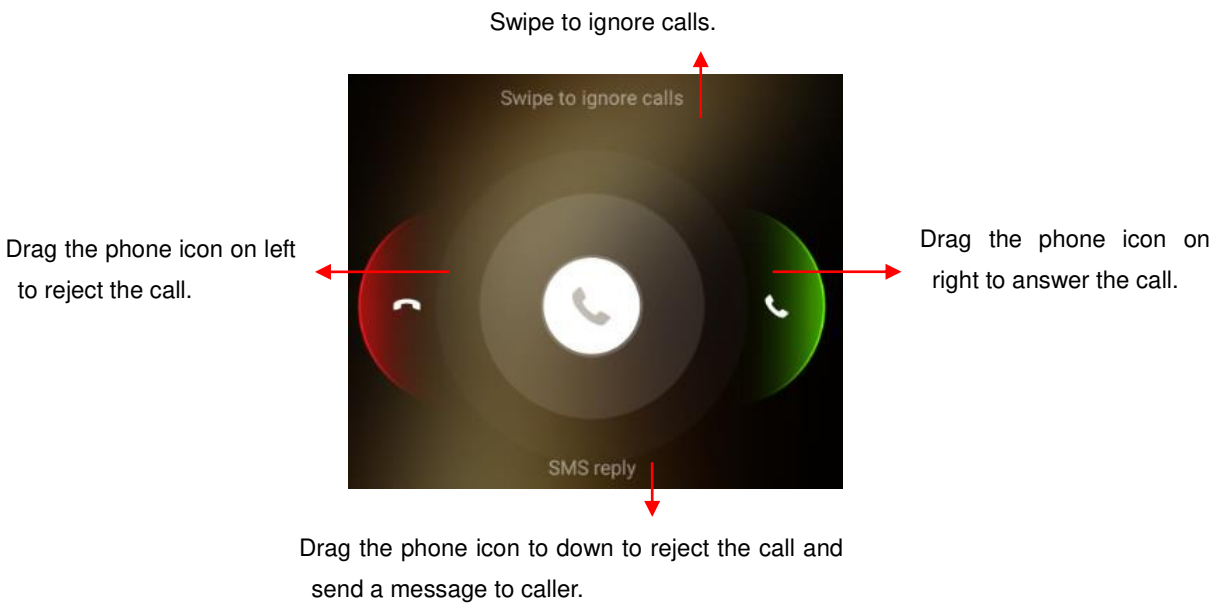 Swipe to ignore calls.
Swipe to ignore calls
Drag the phone icon on left
to reject the call.
Drag the phone icon on
right to answer the call.
SMS reply
Drag the phone icon to down to reject the call and
send a message to caller.